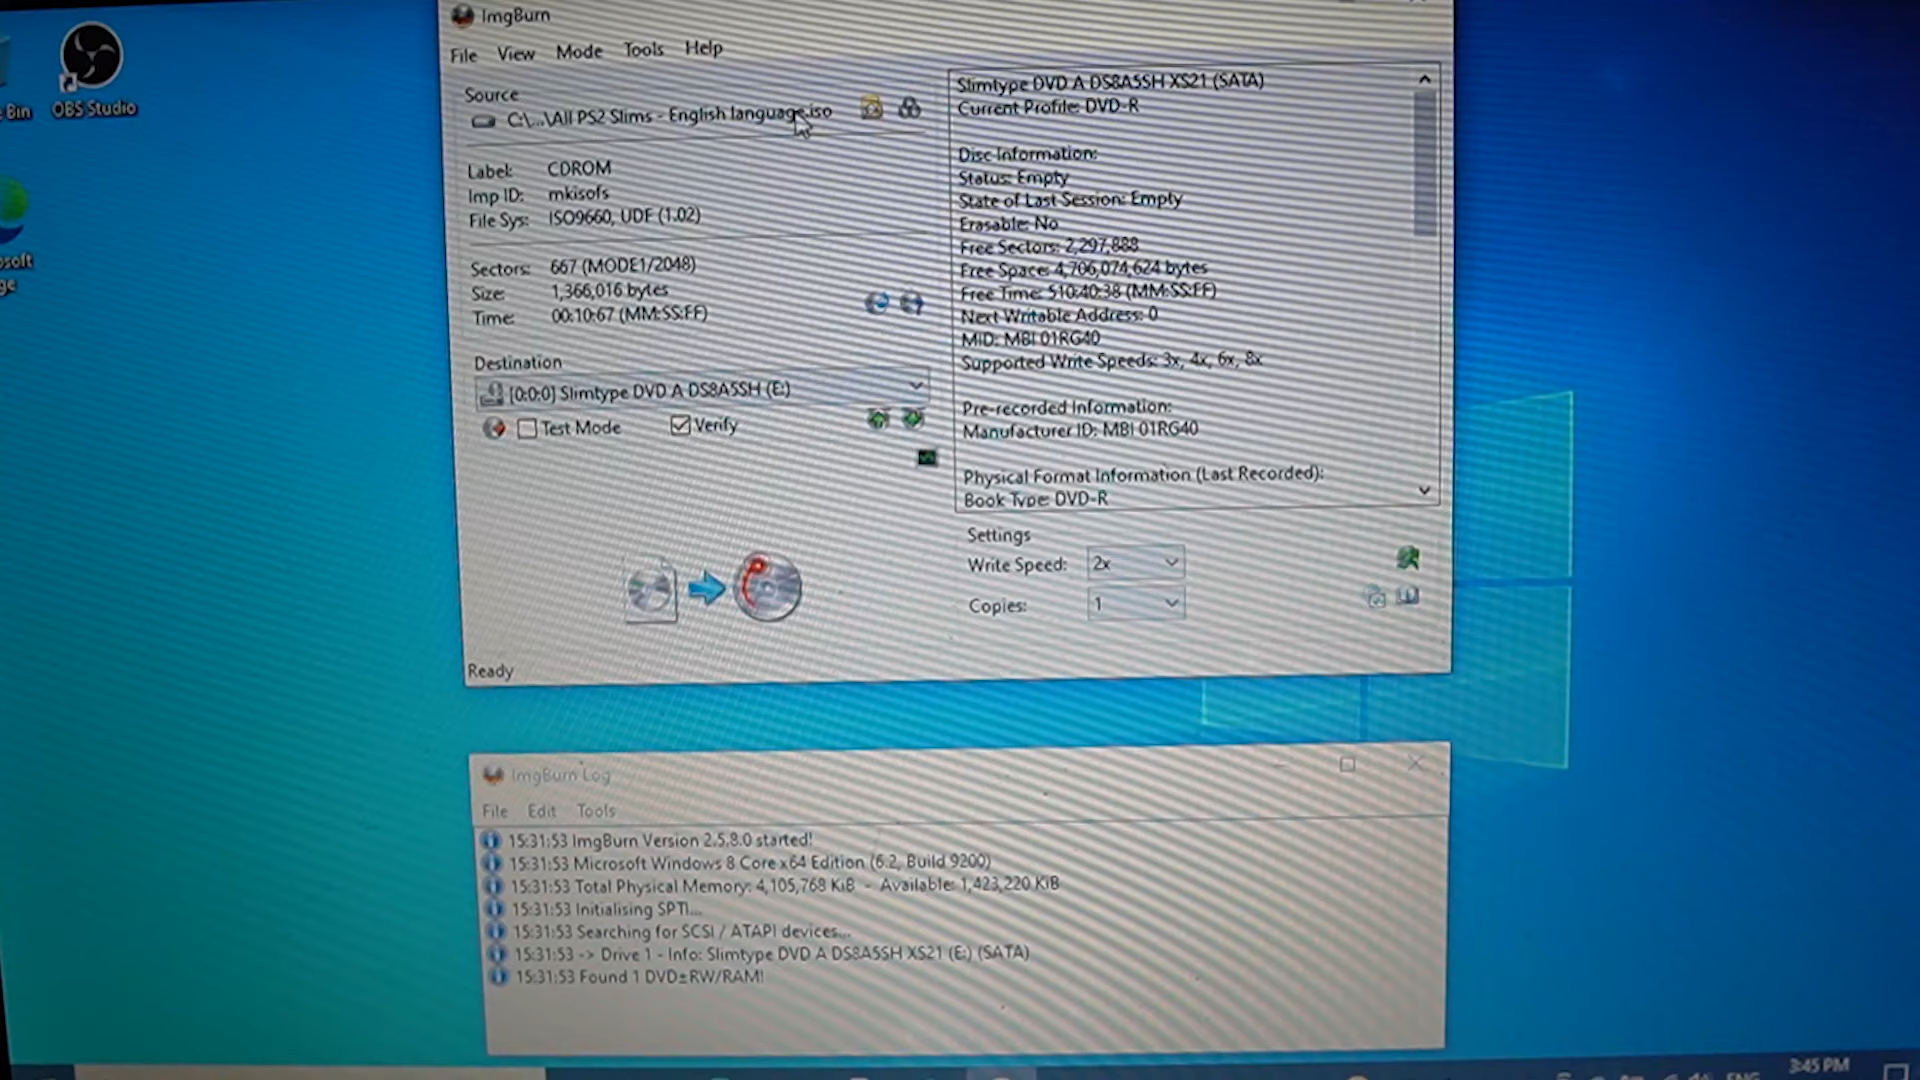 ImgBurn
File View Mode Tools Help
OBS Studio
Bin
osoft
ge
Source
C:\...\All PS2 Slims - English language.iso
Label: CDROM
Imp ID: mkisofs
File Sys: ISO9660, UDF (1.02)
Sectors: 667 (MODE1/2048)
Size: 1,366,016 bytes
Time: 00:10:67 (MM:SS:FF)
Destination
[0:0:0] Slimtype DVD A DS8A5SH (E:)
Test Mode Verify
Slimtype DVD A DS8A5SH XS21 (SATA)
Current Profile: DVD-R
Disc Information:
Status: Empty
State of Last Session: Empty
Erasable: No
Free Sectors: 2,297,888
Free Space: 4,706,074,624 bytes
Free Time: 510:40:38 (MM:SS:FF)
Next Writable Address: 0
MID: MBI 01RG40
Supported Write Speeds: 3x, 4x, 6x, 8x
Pre-recorded Information:
Manufacturer ID: MBI 01RG40
Physical Format Information (Last Recorded):
Book Type: DVD-R
Settings
Write Speed: 2x
Copies: 1
Ready
ImgBurn Log
File Edit Tools
15:31:53 ImgBurn Version 2.5.8.0 started!
15:31:53 Microsoft Windows 8 Core x64 Edition (6.2, Build 9200)
15:31:53 Total Physical Memory: 4,105,768 KiB - Available: 1,423,220 KiB
15:31:53 Initialising SPTI...
15:31:53 Searching for SCSI / ATAPI devices...
15:31:53 -> Drive 1 - Info: Slimtype DVD A DS8A5SH XS21 (E:) (SATA)
15:31:53 Found 1 DVD±RW/RAM!
ENG
3:45 PM